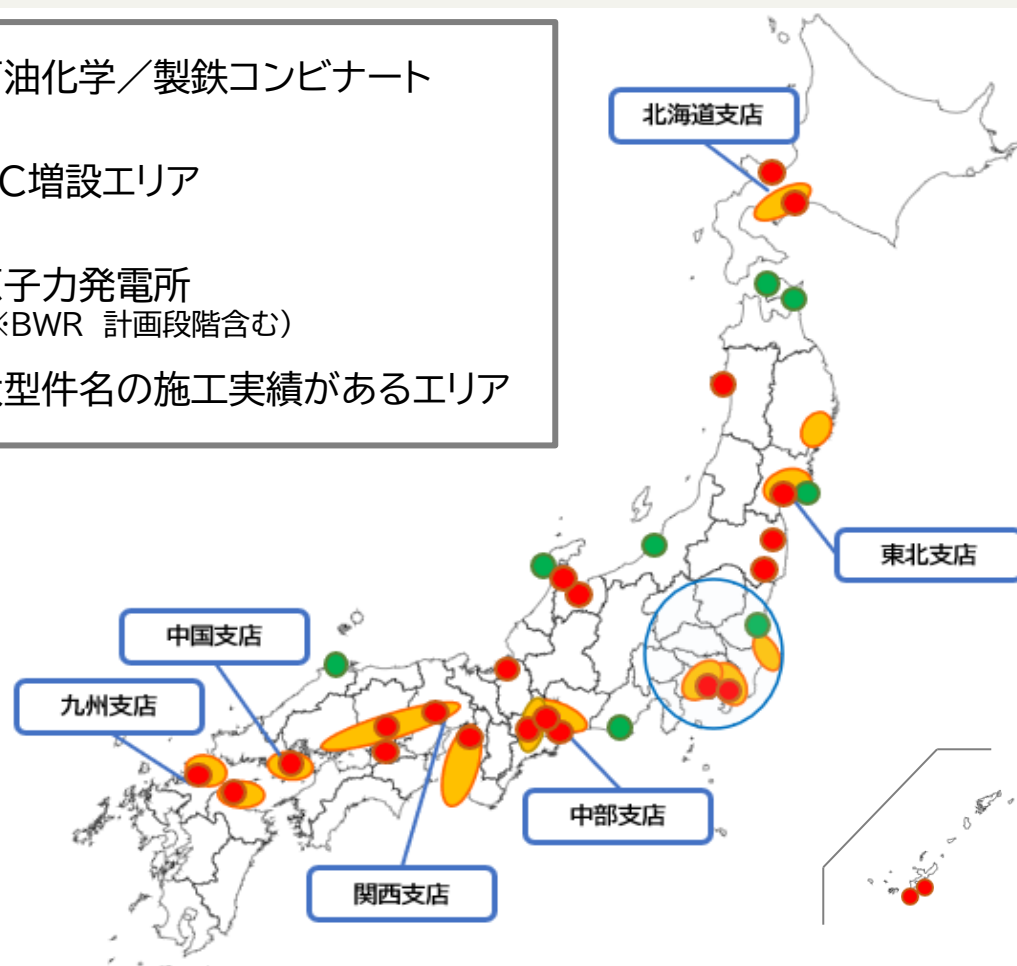 油化学／製鉄コンビナート
C増設エリア
子力発電所
※BWR 計画段階含む）
型件名の施工実績があるエリア
北海道支店
東北支店
中国支店
九州支店
中部支店
関西支店